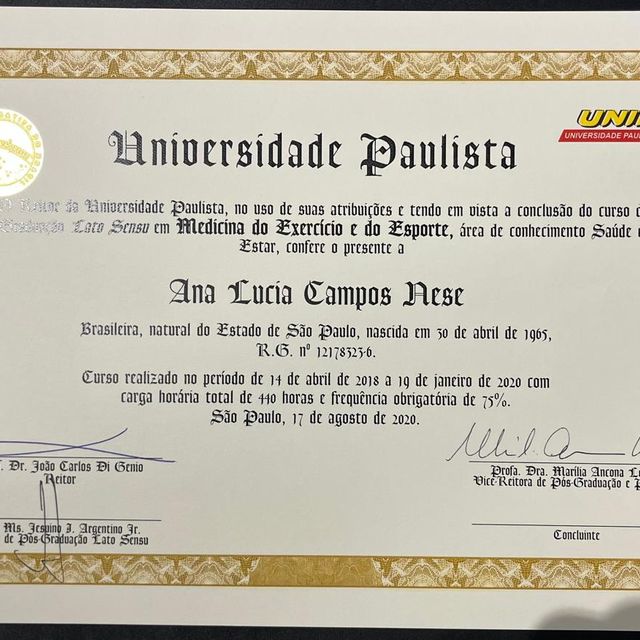 UNI
UNIVERSIDADE PAUL
Universidade Paulista
Reitor da Universidade Paulista, no uso de suas atribuições e tendo em vista a conclusão do curso d
Graduação Lato Sensu em Medicina do Exercício e do Esporte, área de conhecimento Saúde e
Estar, confere o presente a
Ana Lucia Campos Nese
Brasileira, natural do Estado de São Paulo, nascida em 30 de abril de 1965,
R.G. nº 12178323-6.
Curso realizado no período de 14 de abril de 2018 a 19 de janeiro de 2020 com
carga horária total de 440 horas e frequência obrigatória de 75%.
São Paulo, 17 de agosto de 2020.
. Dr. João Carlos Di Genio
Reitor
Profa. Dra. Marília Ancona L
Vice-Reitora de Pós-Graduação e P
Ms. Jesuino I. Argentino Jr.
de Pós-Graduação Lato Sensu
Concluinte